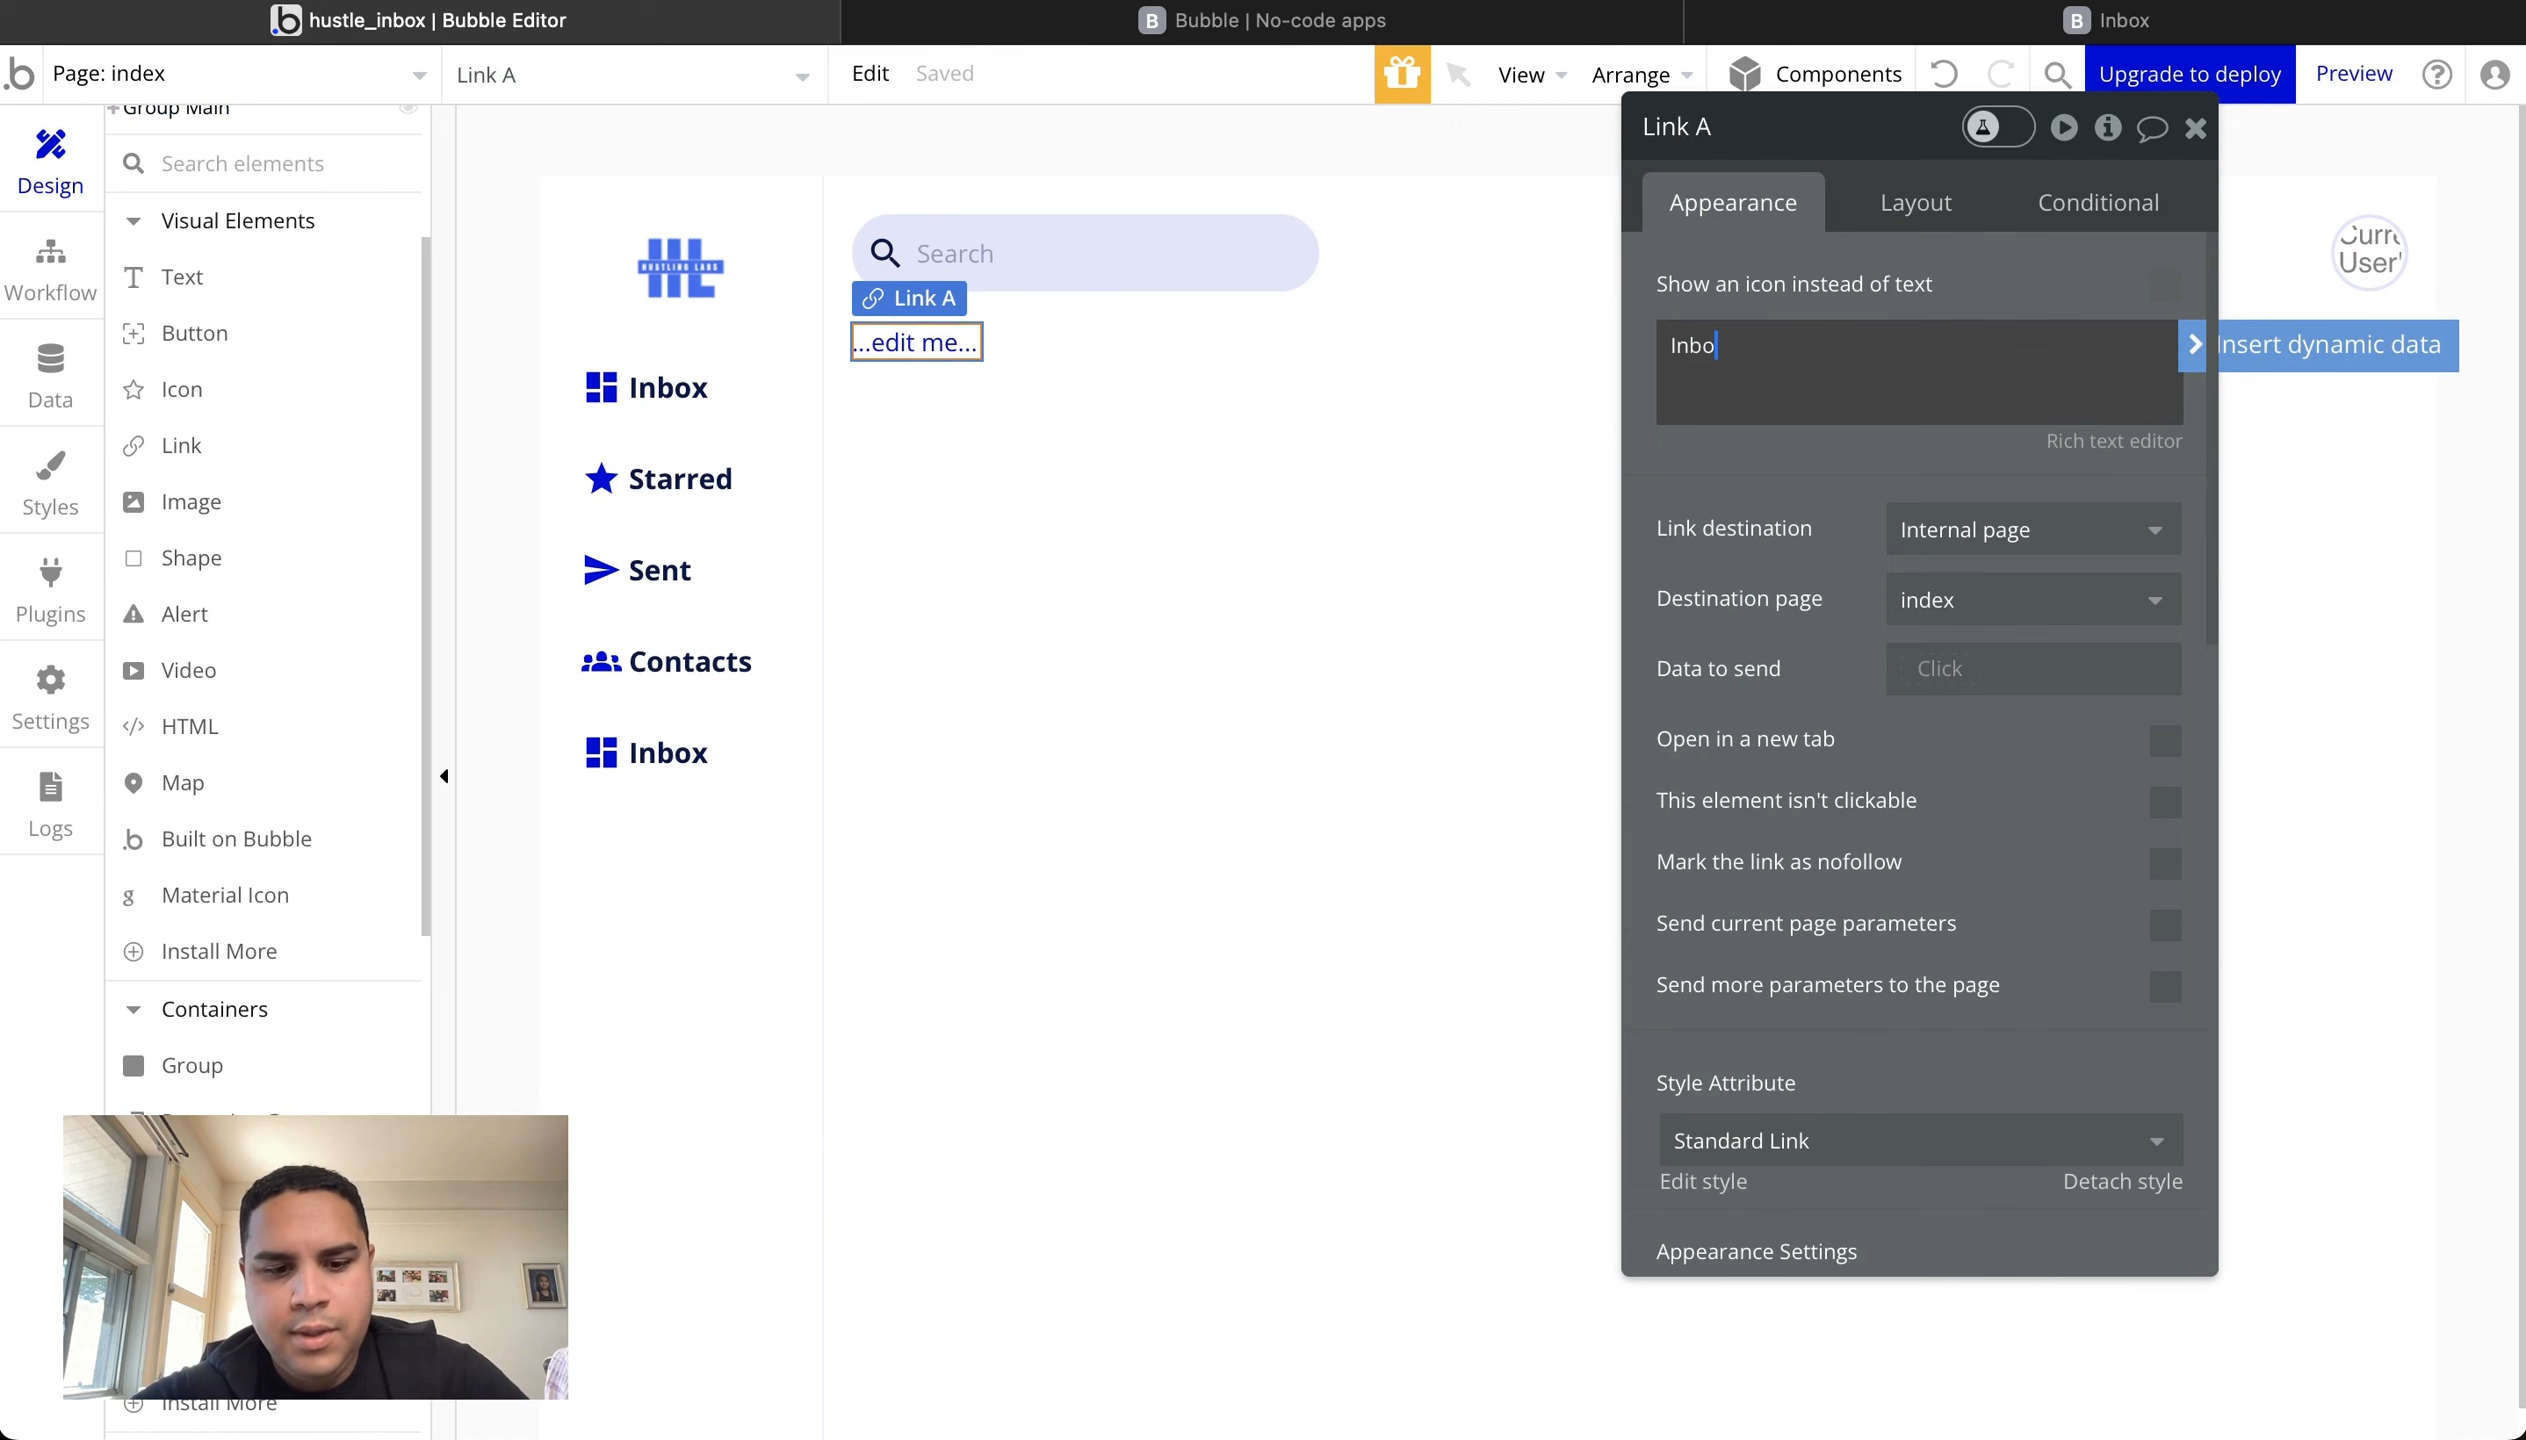 hustle_inbox | Bubble Editor
Bubble | No-code apps
Inbox
Page: index
Link A
Edit
Saved
View
Arrange
Components
Upgrade to deploy
Preview
Group Main
Search elements
Design
Workflow
Data
Styles
Plugins
Settings
Logs
Visual Elements
Text
Button
Icon
Link
Image
Shape
Alert
Video
HTML
Map
Built on Bubble
Material Icon
Install More
Containers
Group
Install More
HUSTLING LABS
Search
Link A
...edit me...
Inbox
Starred
Sent
Contacts
Inbox
Link A
Appearance
Layout
Conditional
Show an icon instead of text
Inbo
Insert dynamic data
Rich text editor
Link destination
Internal page
Destination page
index
Data to send
Click
Open in a new tab
This element isn't clickable
Mark the link as nofollow
Send current page parameters
Send more parameters to the page
Style Attribute
Standard Link
Edit style
Detach style
Appearance Settings
Curre
User'